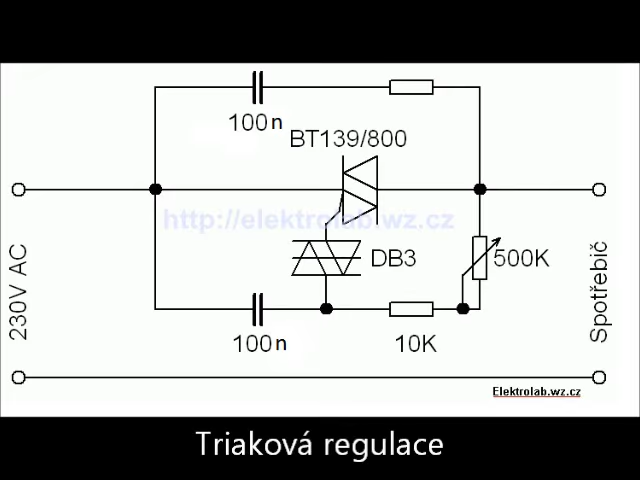 100n
BT139/800
http://elektrolab.wz.cz
DB3
500K
230V AC
Spotřebič
100n
10K
Elektrolab.wz.cz
Triaková regulace